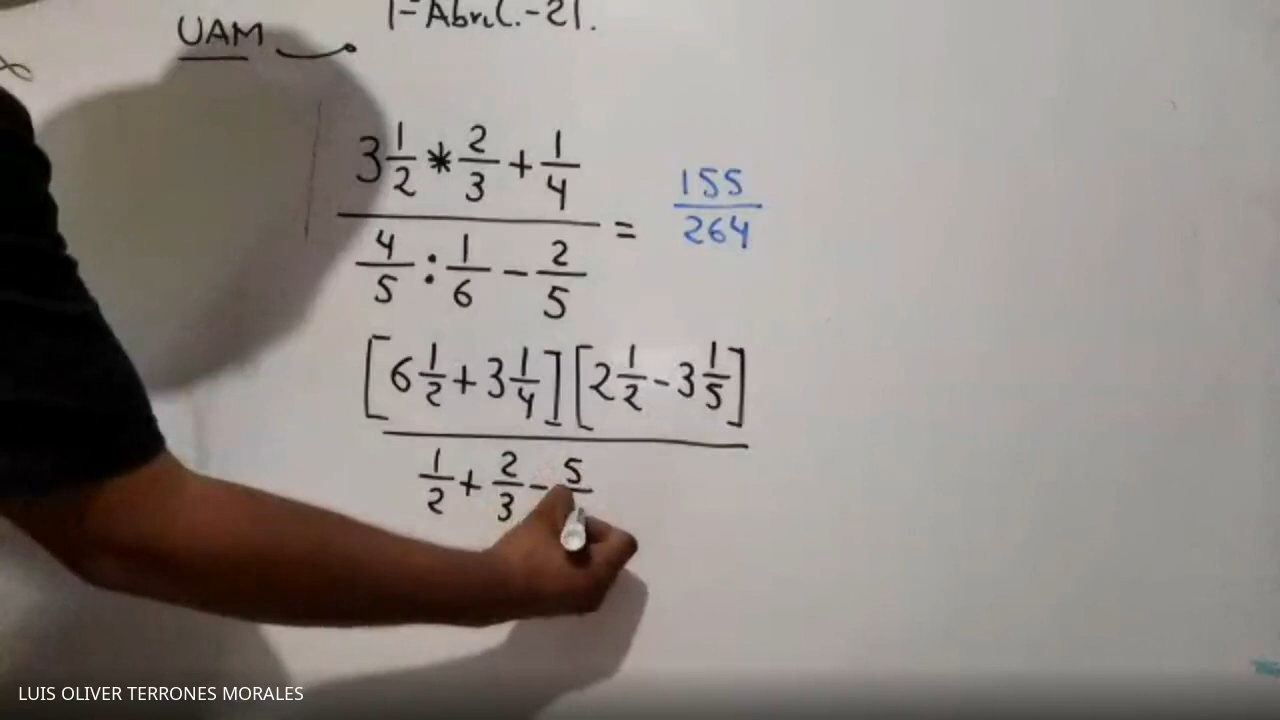 1-Abril.-21.
UAM
3 1/2 * 2/3 + 1/4
4/5 : 1/6 - 2/5
= 155/264
[6 1/2 + 3 1/4] [2 1/2 - 3 1/5]
1/2 + 2/3 - 5
LUIS OLIVER TERRONES MORALES